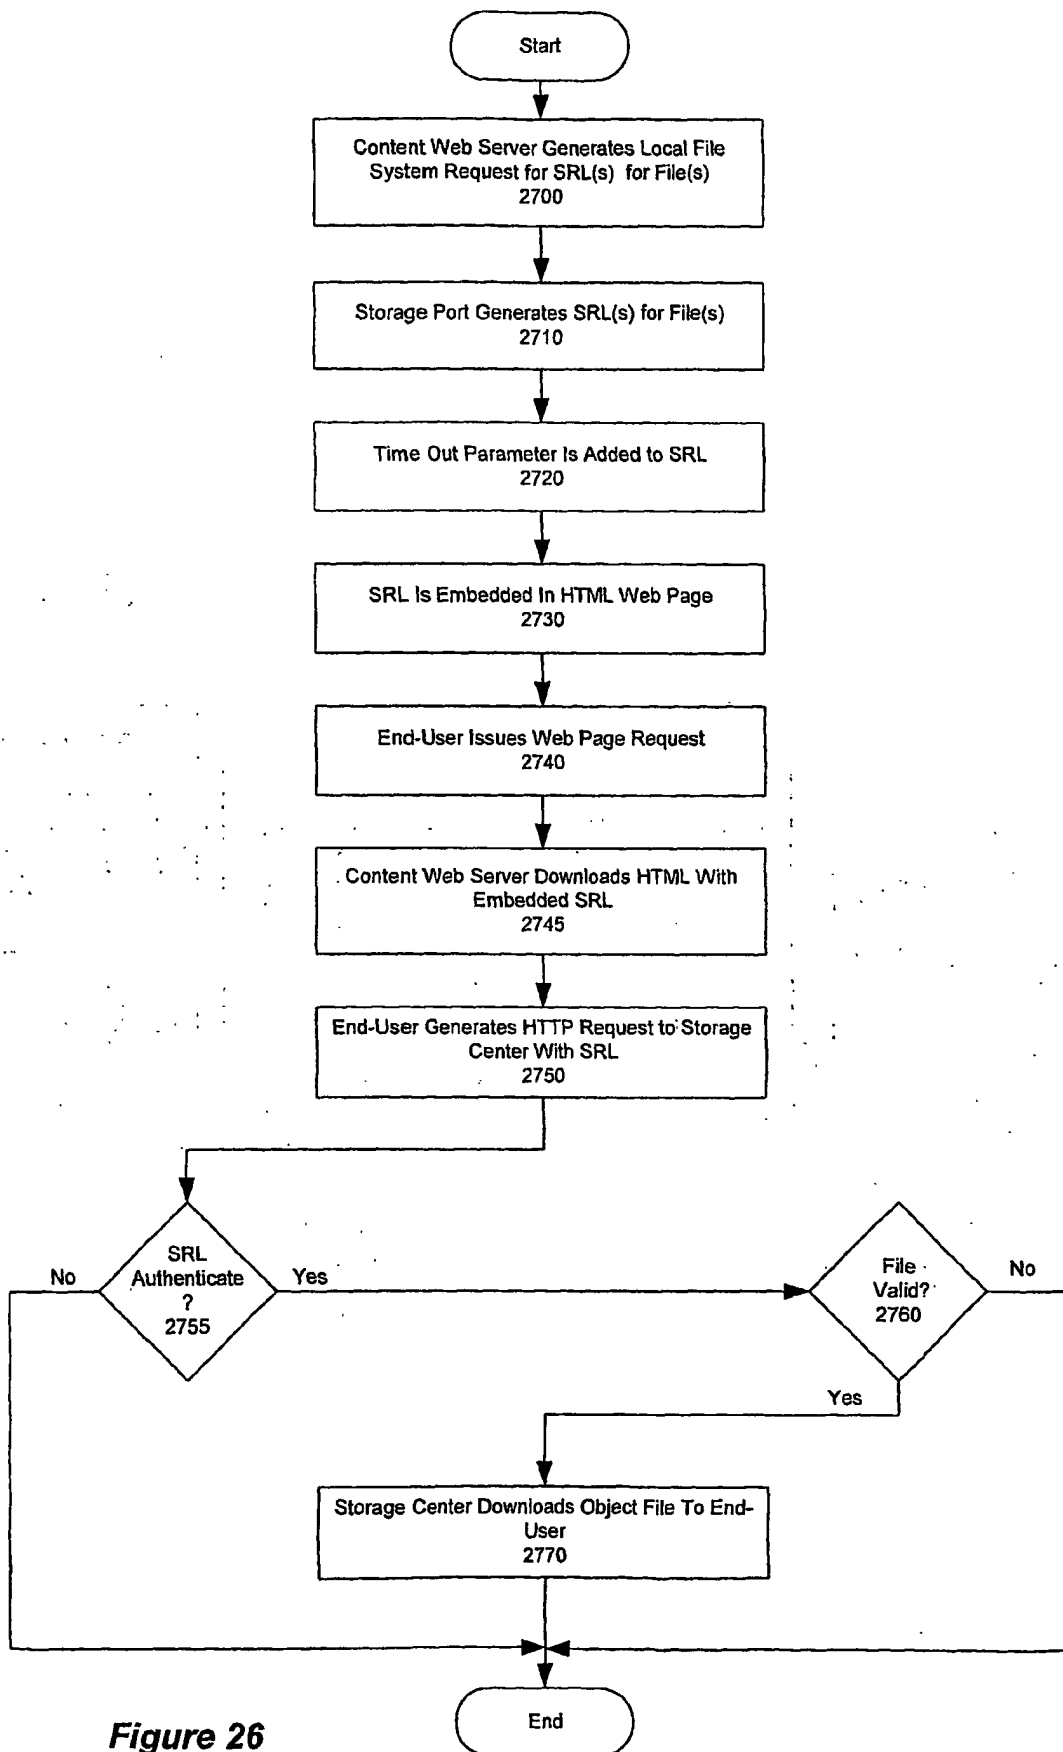 Start
Content Web Server Generates Local File
System Request for SRL(s) for File(s)
2700
Storage Port Generates SRL(s) for File(s)
2710
Time Out Parameter Is Added to SRL
2720
SRL Is Embedded In HTML Web Page
2730
End-User Issues Web Page Request
2740
Content Web Server Downloads HTML With
Embedded SRL
2745
End-User Generates HTTP Request to Storage
Center With SRL
2750
No
SRL
Authenticate
?
2755
Yes
File
Valid?
2760
No
Yes
Storage Center Downloads Object File To End-
User
2770
End
Figure 26